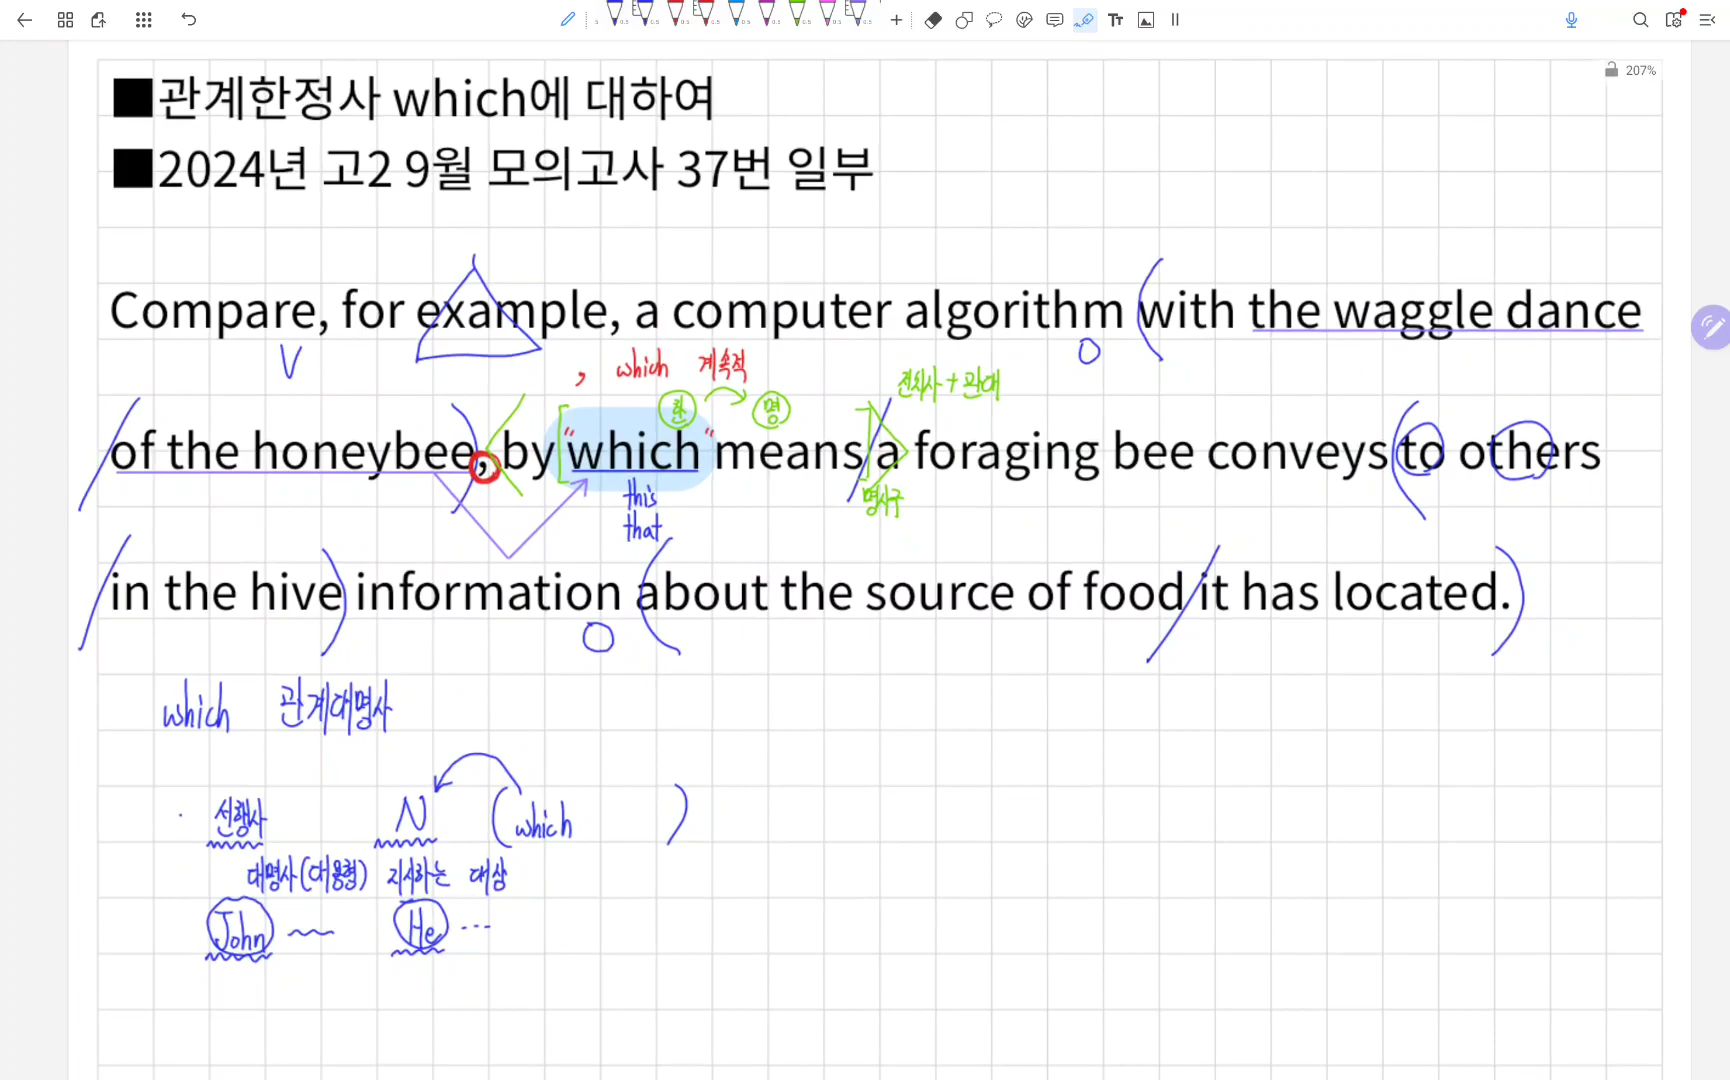 207%
■관계한정사 which에 대하여
■2024년 고2 9월 모의고사 37번 일부
Compare, for example, a computer algorithm with the waggle dance
V O
, which 계속적
한 명
전치사 + 관대
of the honeybee, by "which" means a foraging bee conveys to others
this
that
명사구
in the hive information about the source of food it has located.
O
which 관계대명사
선행사 N (which )
대명사(대용형) 지시하는 대상
John He ...